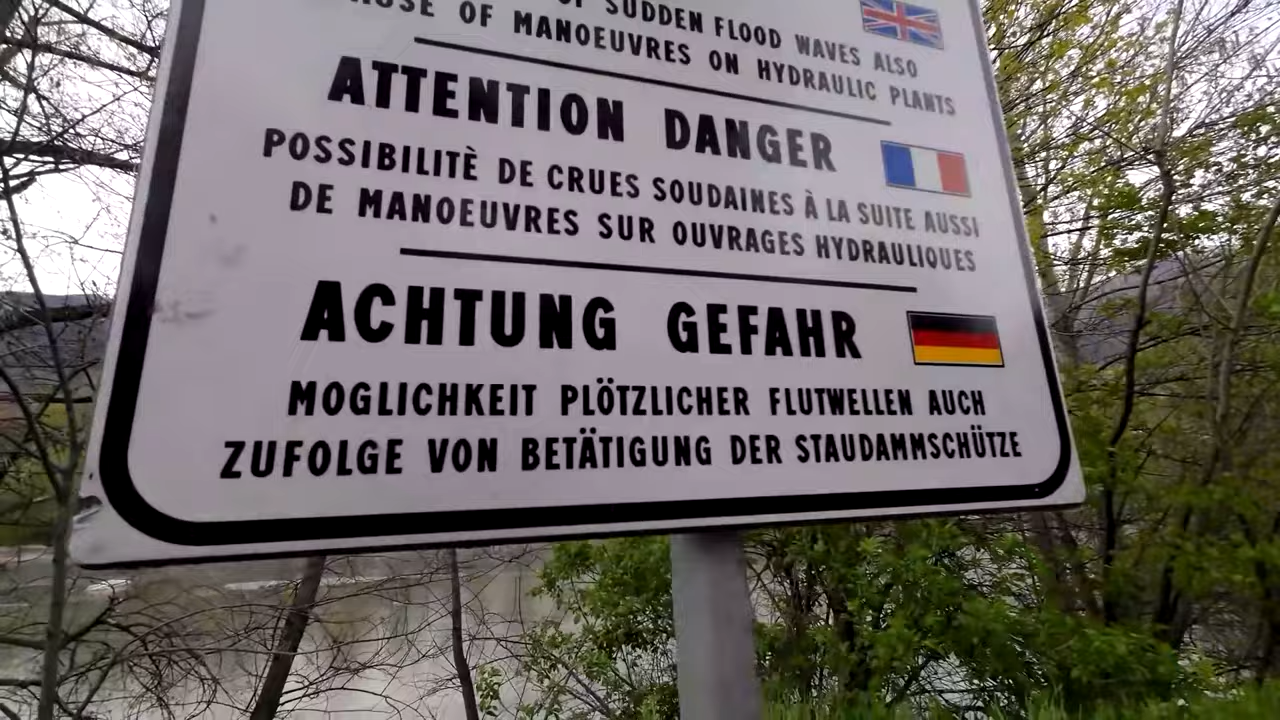 OF SUDDEN FLOOD WAVES ALSO
OF MANOEUVRES ON HYDRAULIC PLANTS
ATTENTION DANGER
POSSIBILITÈ DE CRUES SOUDAINES À LA SUITE AUSSI
DE MANOEUVRES SUR OUVRAGES HYDRAULIQUES
ACHTUNG GEFAHR
MOGLICHKEIT PLÖTZLICHER FLUTWELLEN AUCH
ZUFOLGE VON BETÄTIGUNG DER STAUDAMMSCHÜTZE